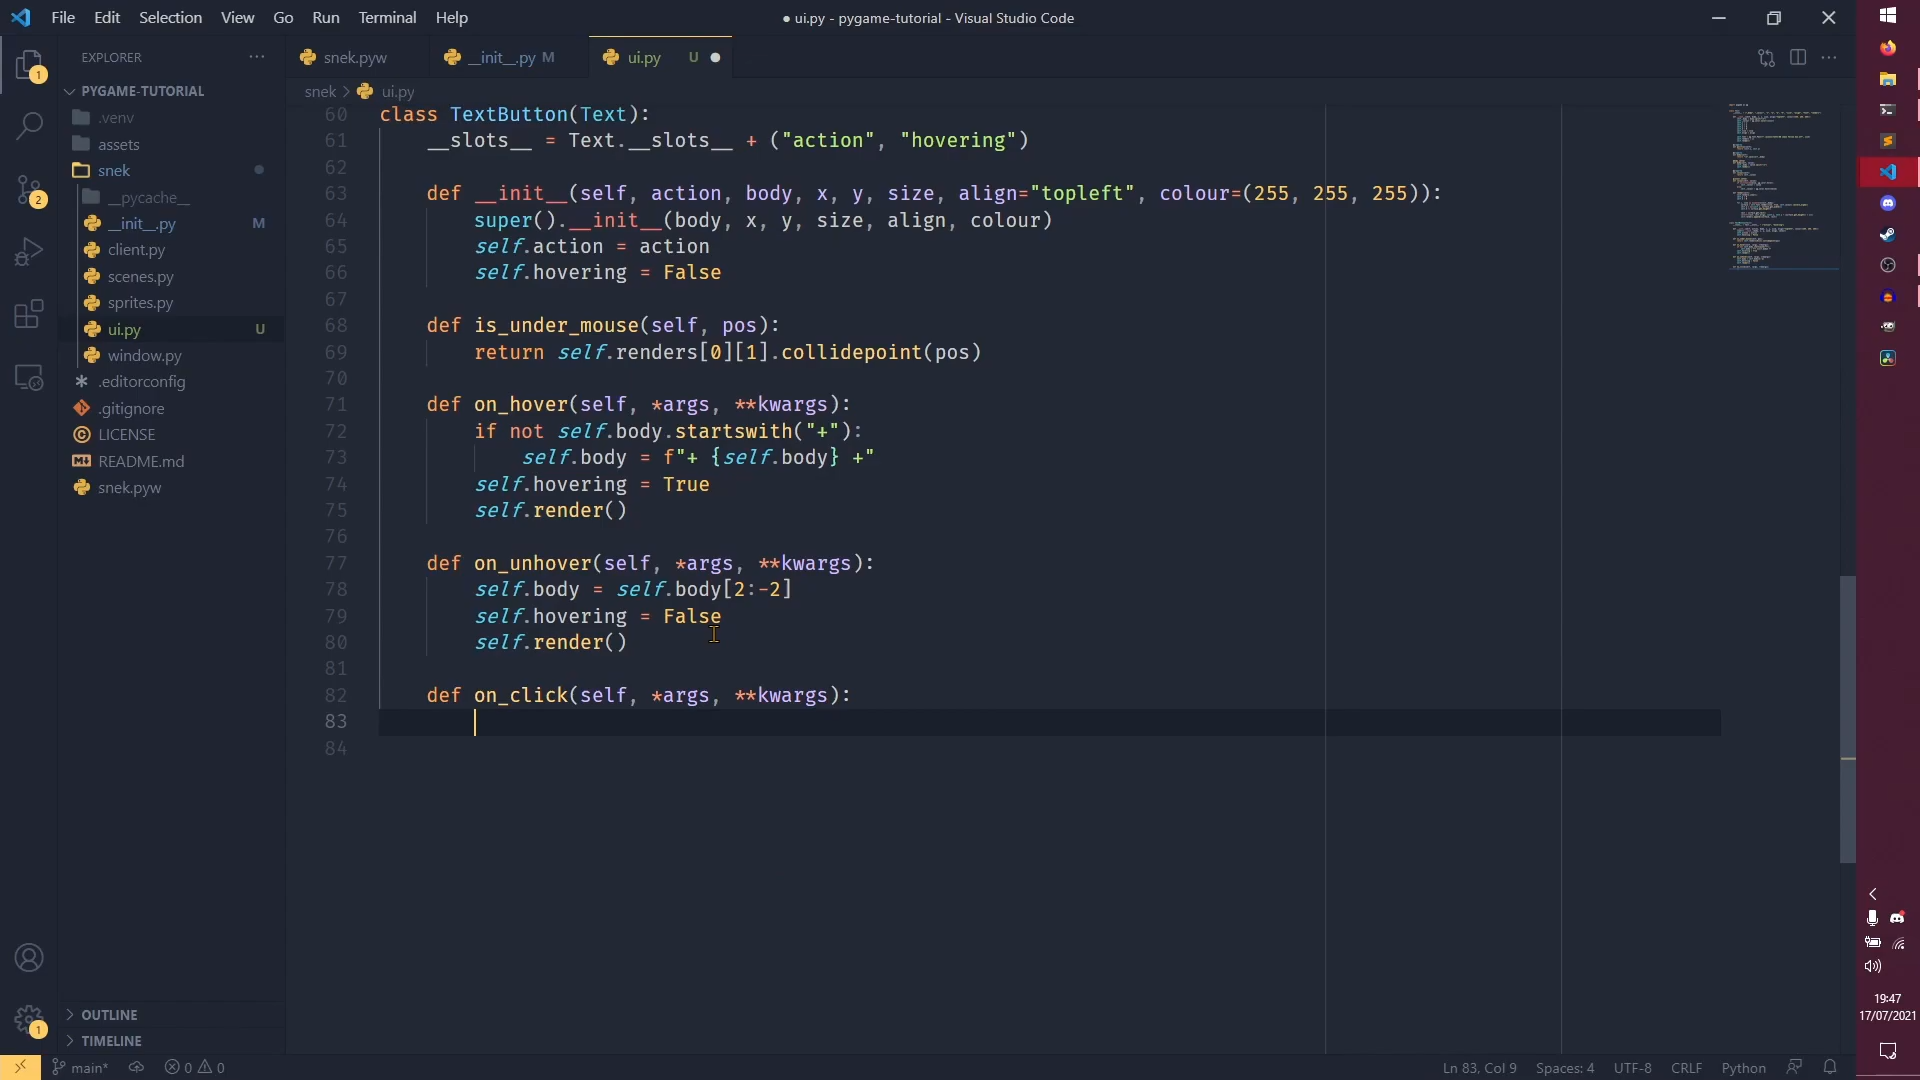 File Edit Selection View Go Run Terminal Help
● ui.py - pygame-tutorial - Visual Studio Code
EXPLORER
snek.pyw
__init__.py M
ui.py U
1
PYGAME-TUTORIAL
snek > ui.py
.venv
assets
snek
__pycache__
__init__.py M
client.py
scenes.py
sprites.py
ui.py U
window.py
.editorconfig
.gitignore
LICENSE
README.md
snek.pyw
2
60 class TextButton(Text):
61 __slots__ = Text.__slots__ + ("action", "hovering")
62
63 def __init__(self, action, body, x, y, size, align="topleft", colour=(255, 255, 255)):
64 super().__init__(body, x, y, size, align, colour)
65 self.action = action
66 self.hovering = False
67
68 def is_under_mouse(self, pos):
69 return self.renders[0][1].collidepoint(pos)
70
71 def on_hover(self, *args, **kwargs):
72 if not self.body.startswith("+"):
73 self.body = f"+ {self.body} +"
74 self.hovering = True
75 self.render()
76
77 def on_unhover(self, *args, **kwargs):
78 self.body = self.body[2:-2]
79 self.hovering = False
80 self.render()
81
82 def on_click(self, *args, **kwargs):
83
84
OUTLINE
TIMELINE
1
main*
0 0
Ln 83, Col 9
Spaces: 4
UTF-8
CRLF
Python
19:47
17/07/2021